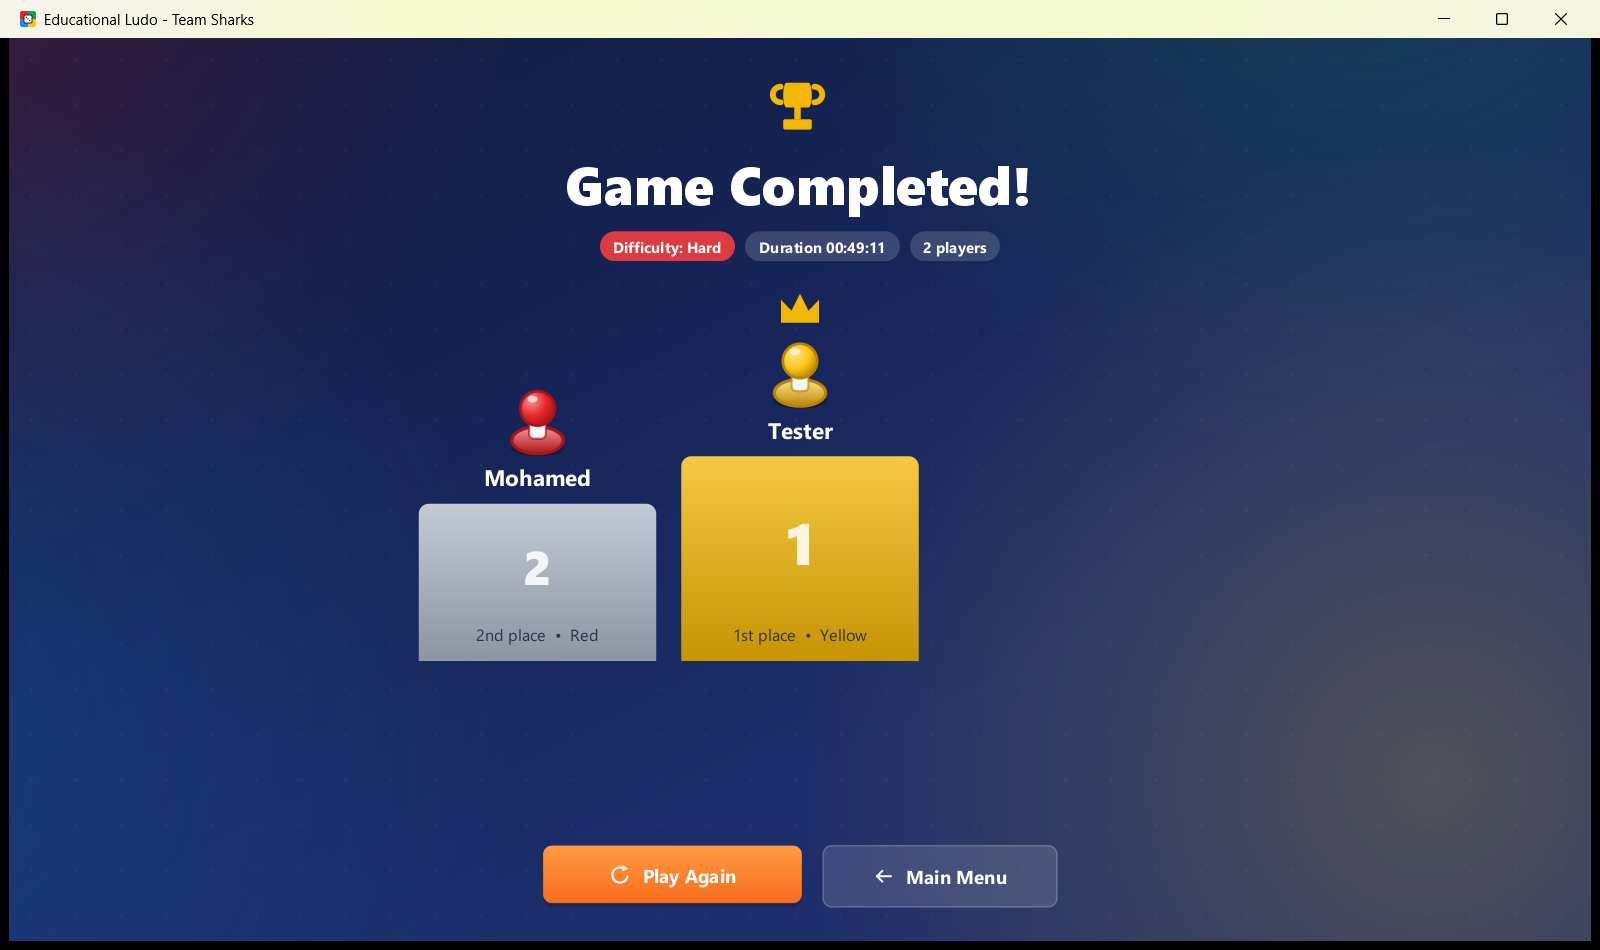 Educational Ludo - Team Sharks
Game Completed!
Difficulty: Hard
Duration 00:49:11
2 players
Tester
Mohamed
1
2
2nd place • Red
1st place • Yellow
Play Again
Main Menu